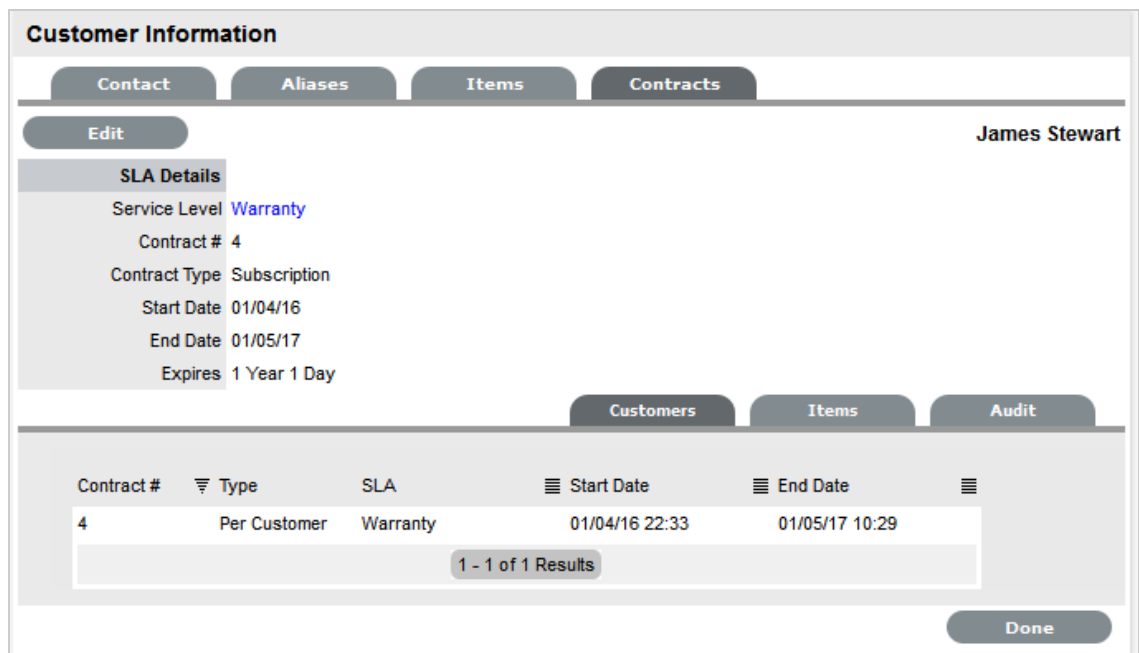 Customer Information
Contact Aliases Items Contracts
Edit James Stewart
SLA Details
Service Level Warranty
Contract # 4
Contract Type Subscription
Start Date 01/04/16
End Date 01/05/17
Expires 1 Year 1 Day
Customers Items Audit
Contract # Type SLA Start Date End Date
4 Per Customer Warranty 01/04/16 22:33 01/05/17 10:29
1 - 1 of 1 Results
Done